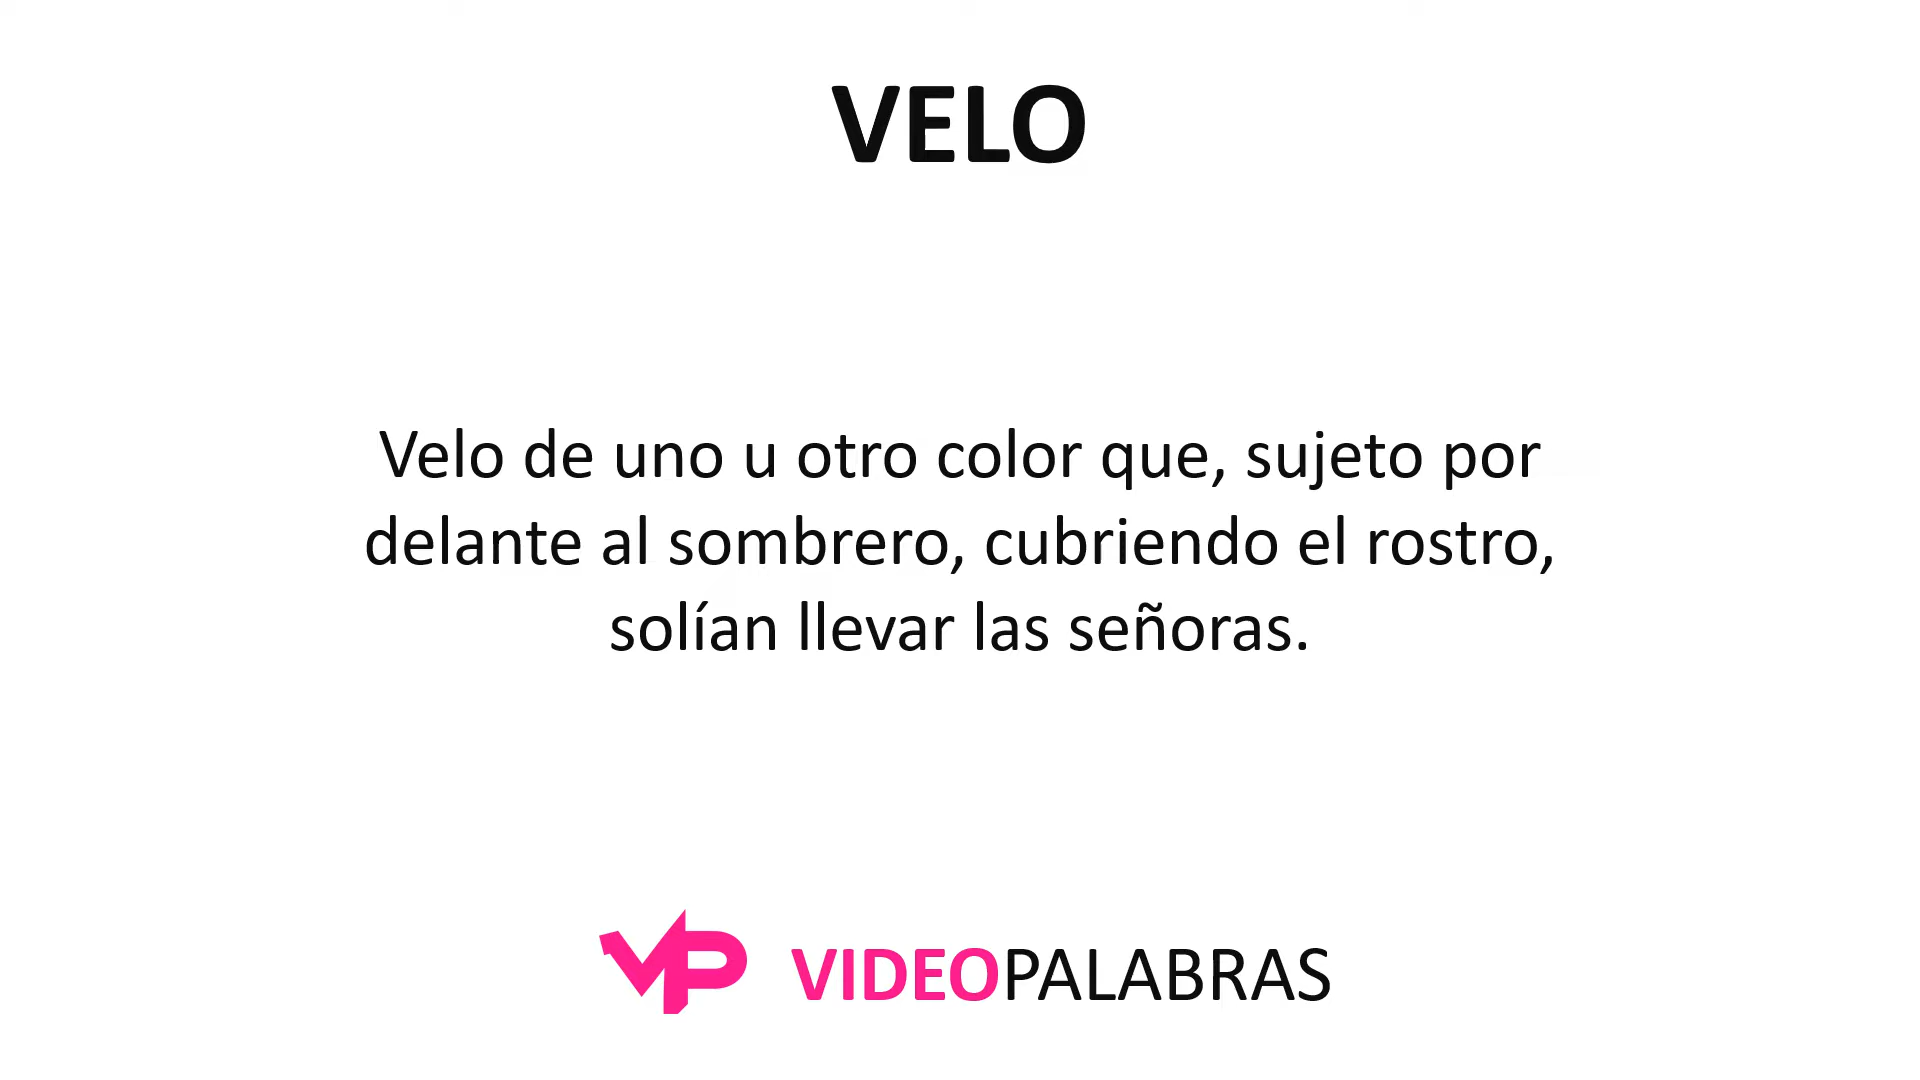 VELO
Velo de uno u otro color que, sujeto por
delante al sombrero, cubriendo el rostro,
solían llevar las señoras.
VP VIDEOPALABRAS